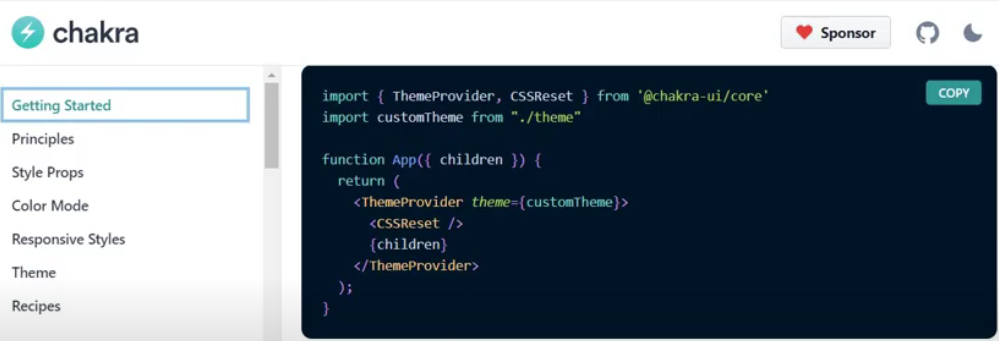 chakra
Sponsor
Getting Started
Principles
Style Props
Color Mode
Responsive Styles
Theme
Recipes
COPY
import { ThemeProvider, CSSReset } from '@chakra-ui/core'
import customTheme from "./theme"
function App({ children }) {
  return (
    <ThemeProvider theme={customTheme}>
      <CSSReset />
      {children}
    </ThemeProvider>
  );
}